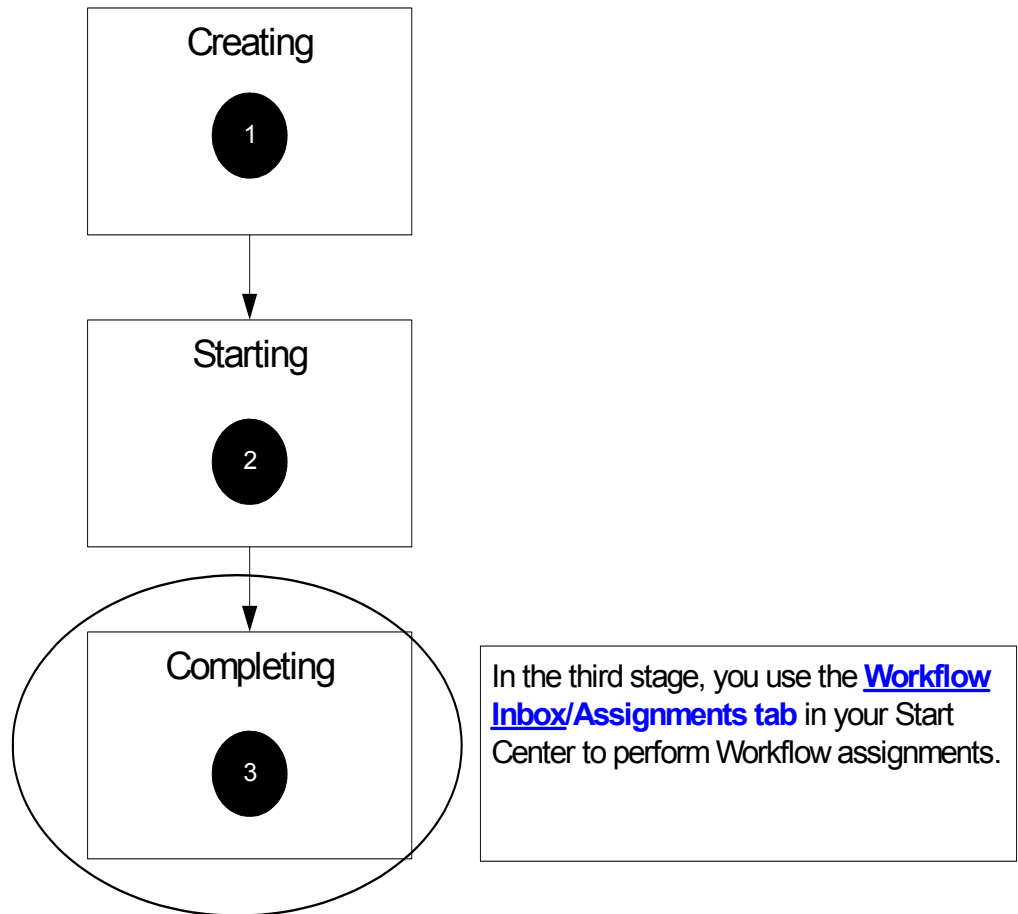 Creating
1
Starting
2
Completing
3
In the third stage, you use the Workflow
Inbox/Assignments tab in your Start
Center to perform Workflow assignments.